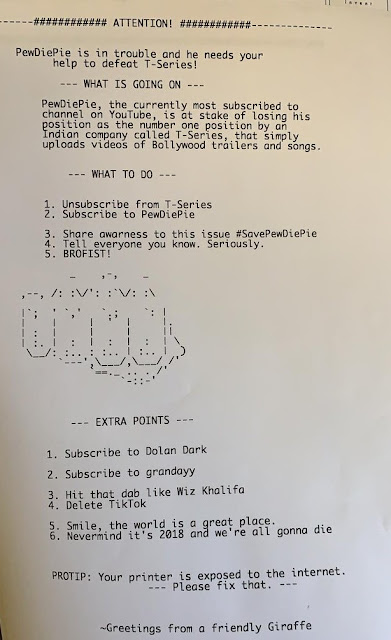 ------############ ATTENTION! ############-------------
PewDiePie is in trouble and he needs your
help to defeat T-Series!
--- WHAT IS GOING ON ---
PewDiePie, the currently most subscribed to
channel on YouTube, is at stake of losing his
position as the number one position by an
Indian company called T-Series, that simply
uploads videos of Bollywood trailers and songs.
--- WHAT TO DO ---
1. Unsubscribe from T-Series
2. Subscribe to PewDiePie
3. Share awarness to this issue #SavePewDiePie
4. Tell everyone you know. Seriously.
5. BROFIST!
--- EXTRA POINTS ---
1. Subscribe to Dolan Dark
2. Subscribe to grandayy
3. Hit that dab like Wiz Khalifa
4. Delete TikTok
5. Smile, the world is a great place.
6. Nevermind it's 2018 and we're all gonna die
PROTIP: Your printer is exposed to the internet.
--- Please fix that. ---
~Greetings from a friendly Giraffe